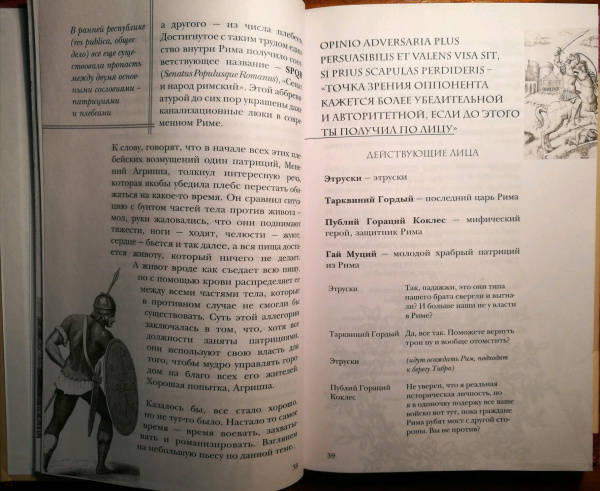 В ранней республике
(res publica, общее
дело) все еще суще-
ствовала пропасть
между двумя основ-
ными сословиями —
патрициями
и плебеями
а другого — из числа плебеев.
Достигнутое с таким трудом един-
ство внутри Рима получило соот-
ветствующее название — SPQR
(Senatus Populusque Romanus), «Сенат
и народ римский». Этой аббреви-
атурой до сих пор украшены даже
канализационные люки в совре-
менном Риме.
К слову, говорят, что в начале всех этих пле-
бейских возмущений один патриций, Мене-
ний Агриппа, толкнул интересную речь,
которая якобы убедила плебс перестать оби-
жаться на какое-то время. Он сравнил ситуа-
цию с бунтом частей тела против живота —
мол, руки жаловались, что они поднимают
тяжести, ноги — ходят, челюсти — жуют,
сердце — бьется и так далее, а вся пища доста-
ется животу, который ничего не делает.
А живот вроде как съедает всю пищу,
но с помощью крови распределяет ее
между всеми частями тела, которые
в противном случае не смогли бы
существовать. Суть этой аллегории
заключалась в том, что, хотя все
должности заняты патрициями,
они используют свою власть для
того, чтобы мудро управлять горо-
дом на благо всех его жителей.
Хорошая попытка, Агриппа.
Казалось бы, все стало хорошо,
но не тут-то было. Настало то самое
время — время воевать, захваты-
вать и романизировать. Взглянем
на небольшую пьесу по данной теме.
38
OPINIO ADVERSARIA PLUS
PERSUASIBILIS ET VALENS VISA SIT,
SI PRIUS SCAPULAS PERDIDERIS –
«ТОЧКА ЗРЕНИЯ ОППОНЕНТА
КАЖЕТСЯ БОЛЕЕ УБЕДИТЕЛЬНОЙ
И АВТОРИТЕТНОЙ, ЕСЛИ ДО ЭТОГО
ТЫ ПОЛУЧИЛ ПО ЛИЦУ»
ДЕЙСТВУЮЩИЕ ЛИЦА
Этруски — этруски
Тарквиний Гордый — последний царь Рима
Публий Гораций Коклес — мифический
герой, защитник Рима
Гай Муций — молодой храбрый патриций
из Рима
Этруски Так, падажжи, это они типа
нашего брата свергли и выгна-
ли? И больше наши не у власти
в Риме?
Тарквиний Гордый Да, все так. Поможете вернуть
трон ну и вообще отомстить?
Этруски (идут осаждать Рим, подходят
к берегу Тибра)
Публий Гораций Не уверен, что я реальная
Коклес историческая личность, но
я в одиночку подержу все ваше
войско вот тут, пока граждане
Рима рубят мост с другой сто-
роны. Вы не против?
39